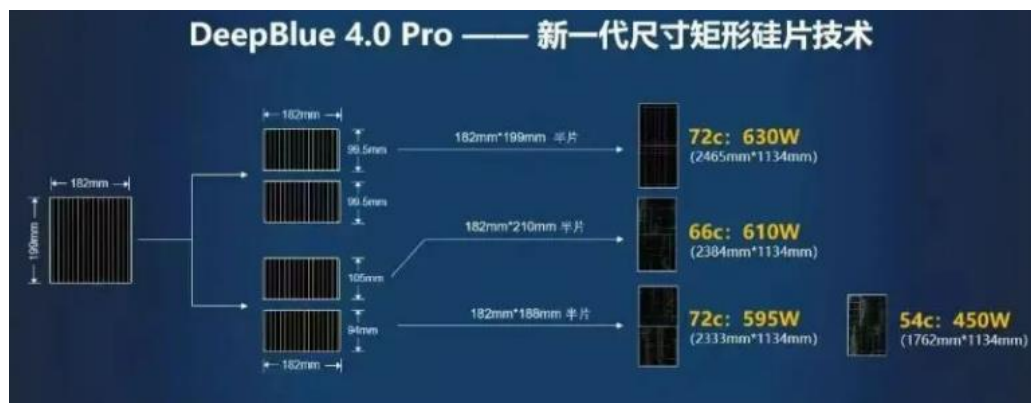 DeepBlue 4.0 Pro —— 新一代尺寸矩形硅片技术
182mm
199mm
182mm
99.5mm
99.5mm
105mm
94mm
182mm
182mm*199mm 半片
182mm*210mm 半片
182mm*188mm 半片
72c：630W
(2465mm*1134mm)
66c：610W
(2384mm*1134mm)
72c：595W
(2333mm*1134mm)
54c：450W
(1762mm*1134mm)